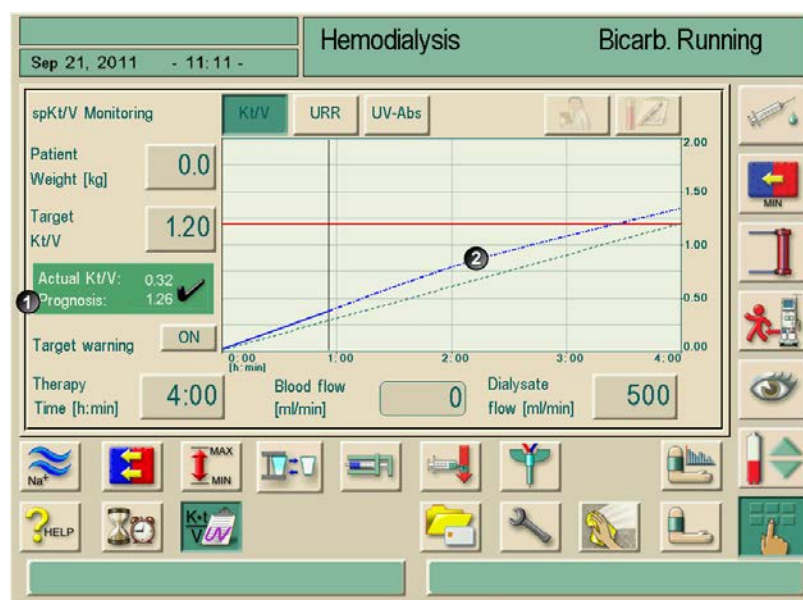 Hemodialysis Bicarb. Running
Sep 21, 2011 - 11:11 -
spKt/V Monitoring
Kt/V URR UV-Abs
Patient
Weight [kg] 0.0
Target
Kt/V 1.20
Actual Kt/V: 0.32
1 Prognosis: 1.26
Target warning ON
2.00
1.50
1.00
0.50
0.00
2
0:00 1:00 2:00 3:00 4:00
[h:min]
Therapy
Time [h:min] 4:00
Blood flow
[ml/min] 0
Dialysate
flow [ml/min] 500
MIN
Na+
MAX
MIN
?HELP
K•t
V UV